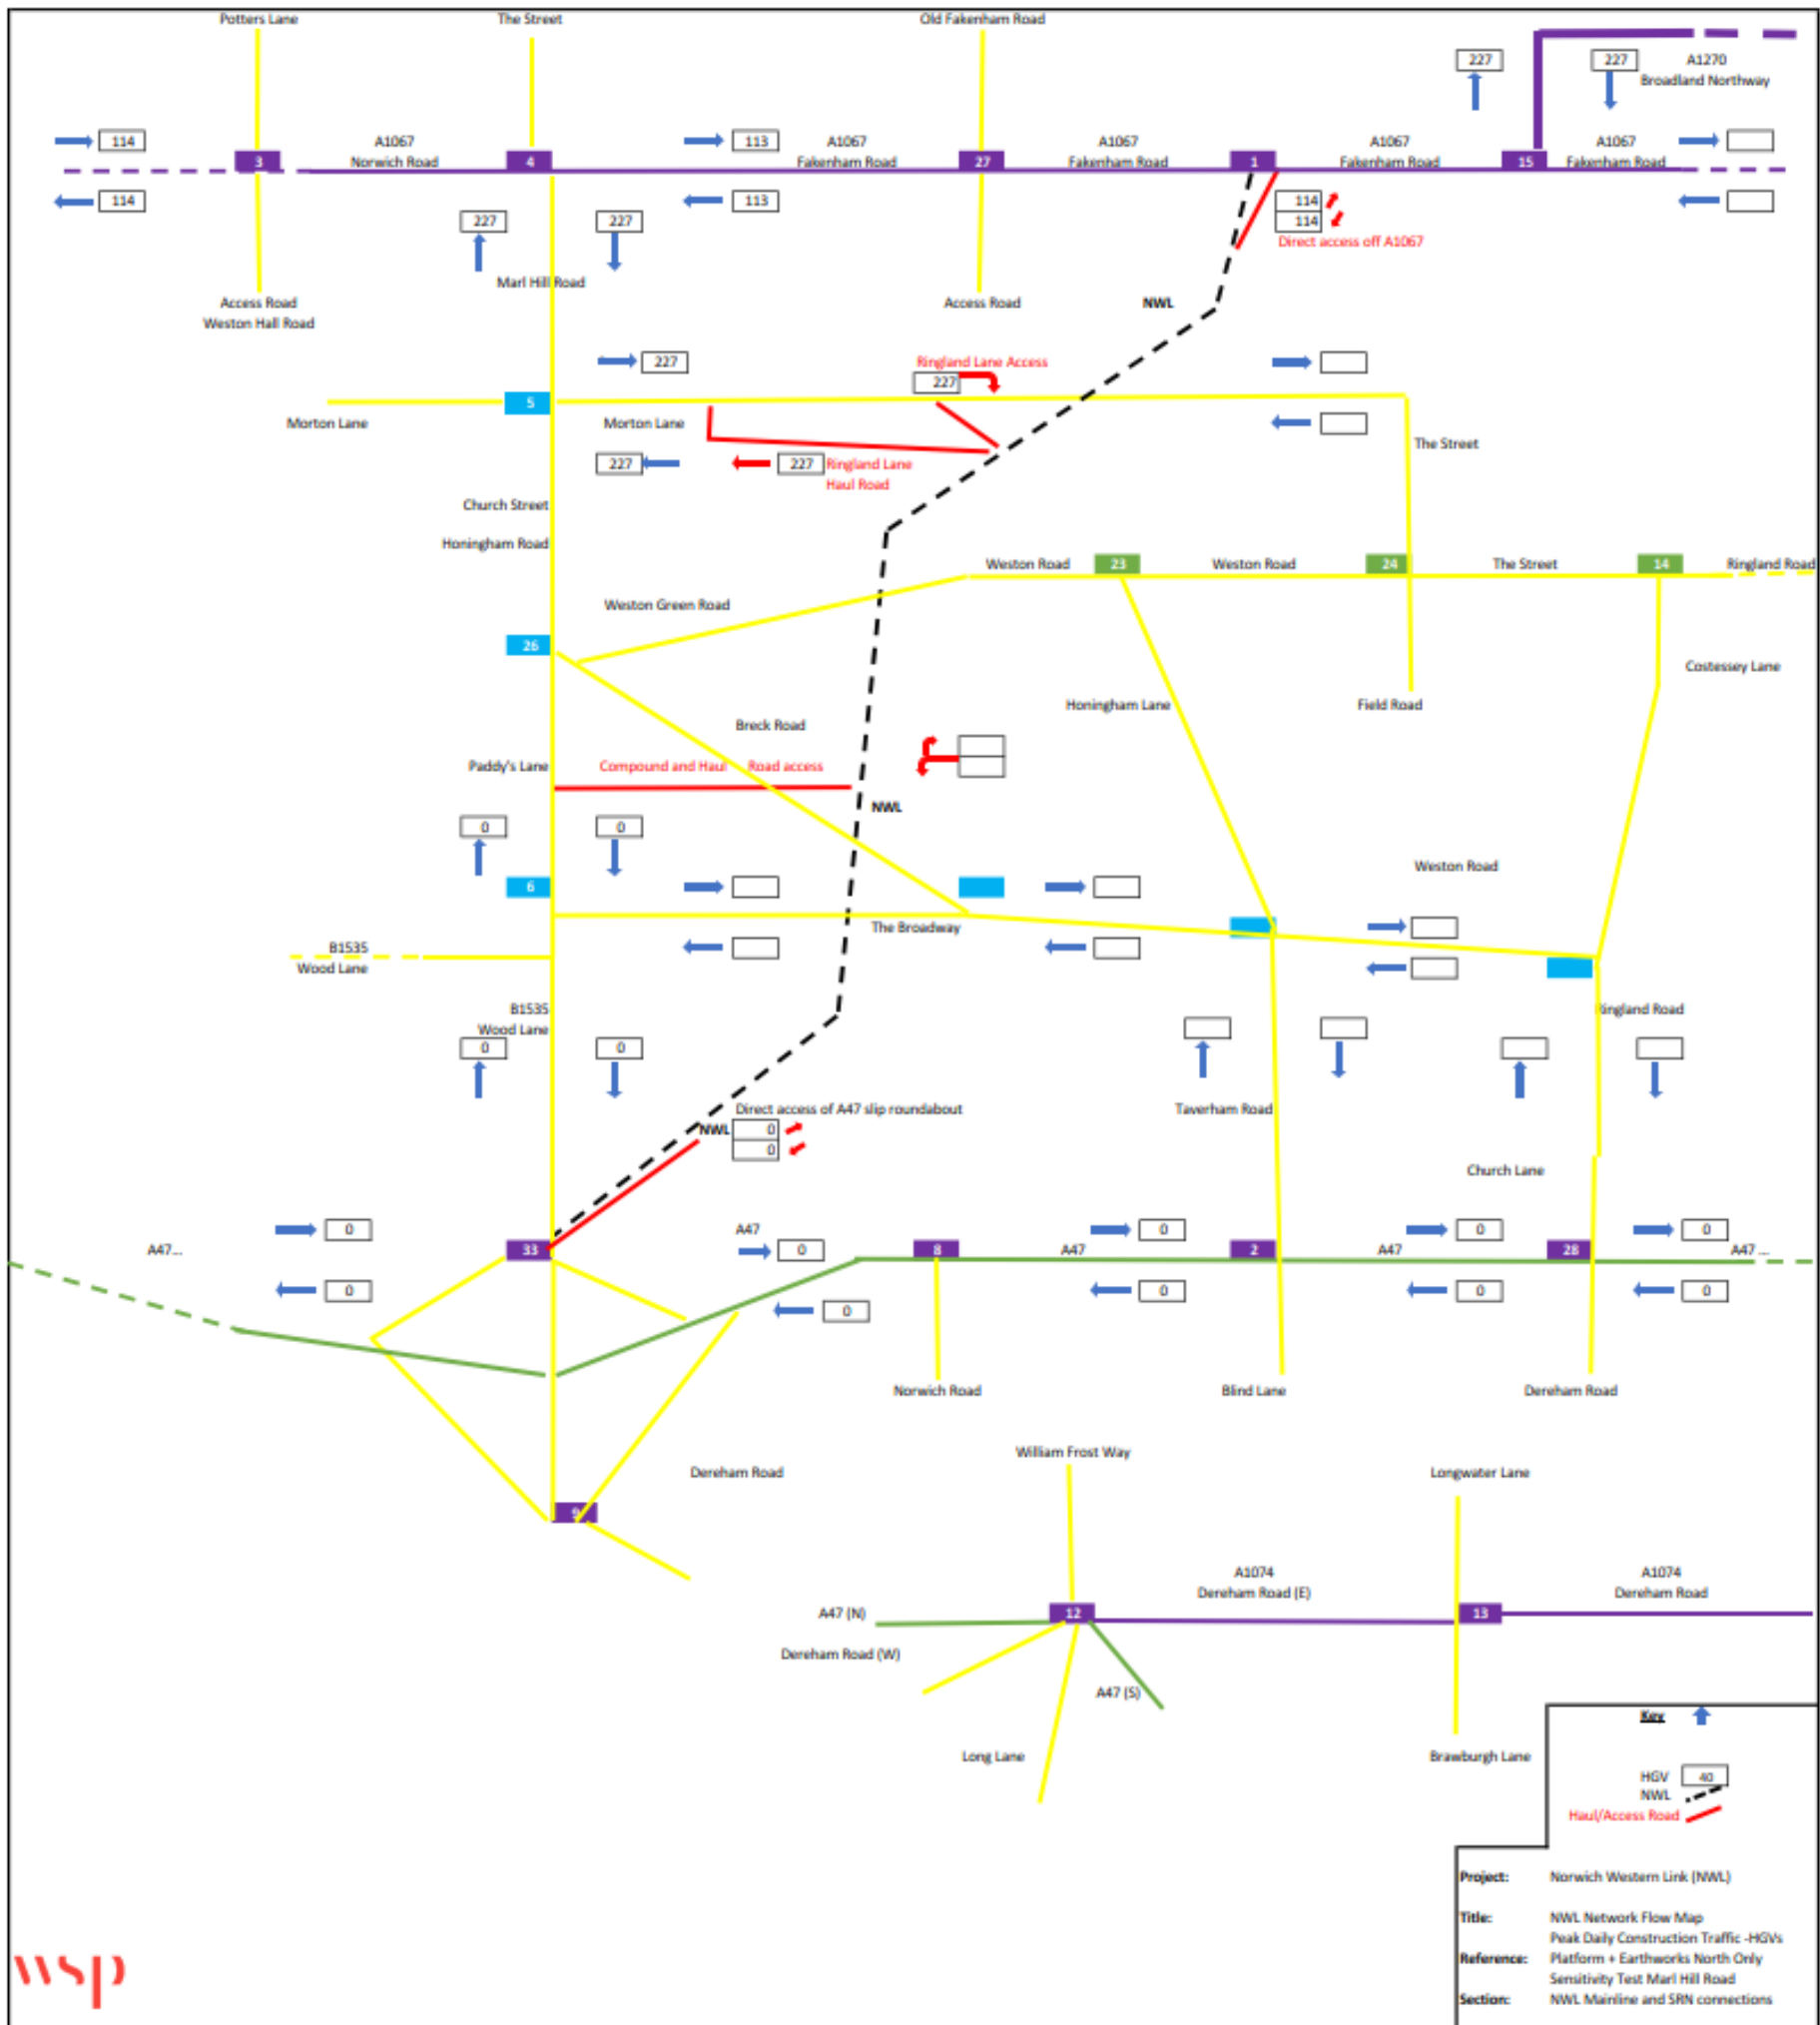 Potters Lane
The Street
Old Fakenham Road
227
227
A1270
Broadland Northway
114
A1067
113
A1067
A1067
A1067
A1067
3
Norwich Road
4
Fakenham Road
27
Fakenham Road
1
Fakenham Road
15
Fakenham Road
114
113
114
114
Direct access off A1067
227
227
Marl Hill Road
Access Road
Weston Hall Road
Access Road
NWL
227
Ringland Lane Access
227
5
Morton Lane
Morton Lane
The Street
227
227
Ringland Lane
Haul Road
Church Street
Honingham Road
Weston Road
23
Weston Road
24
The Street
14
Ringland Road
Weston Green Road
26
Costessey Lane
Honingham Lane
Field Road
Breck Road
Paddy's Lane
Compound and Haul Road access
NWL
0
0
6
Weston Road
The Broadway
B1535
Wood Lane
B1535
Wood Lane
Ringland Road
0
0
Direct access of A47 slip roundabout
NWL
0
0
Taverham Road
Church Lane
0
A47
0
0
0
A47...
33
0
8
A47
2
A47
28
A47 ...
0
0
0
0
0
Norwich Road
Blind Lane
Dereham Road
William Frost Way
Dereham Road
Longwater Lane
9
A1074
Dereham Road (E)
A1074
Dereham Road
A47 (N)
12
13
Dereham Road (W)
A47 (S)
Long Lane
Brawburgh Lane
Key
HGV 40
NWL
Haul/Access Road
Project: Norwich Western Link (NWL)
Title: NWL Network Flow Map
Peak Daily Construction Traffic -HGVs
Reference: Platform + Earthworks North Only
Sensitivity Test Marl Hill Road
Section: NWL Mainline and SRN connections
wsp